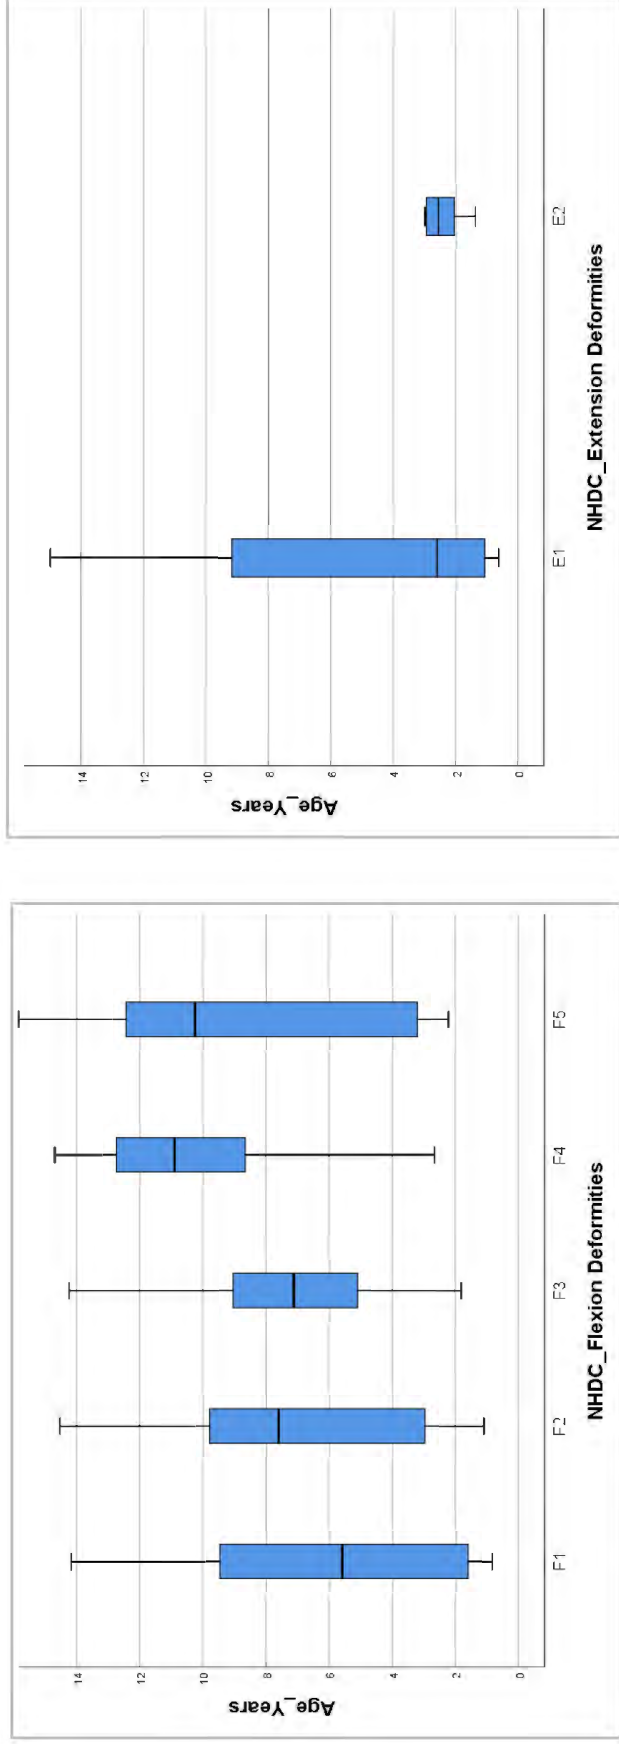 Age_Years
14
12
10
8
6
4
2
0
F1
F2
F3
F4
F5
NHDC_Flexion Deformities
Age_Years
14
12
10
8
6
4
2
0
E1
E2
NHDC_Extension Deformities